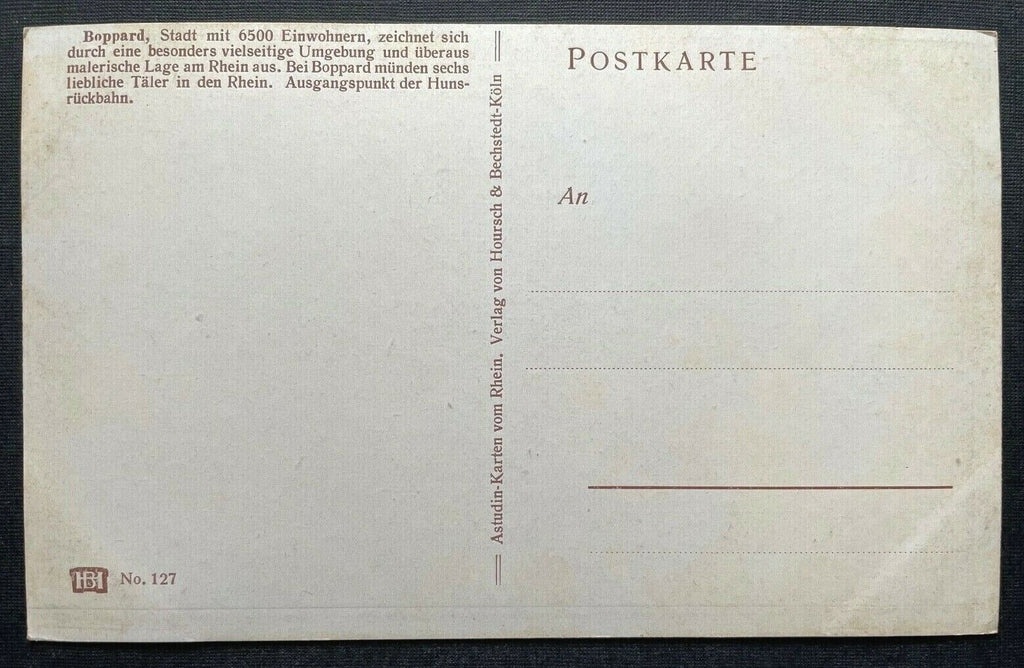 Boppard, Stadt mit 6500 Einwohnern, zeichnet sich
durch eine besonders vielseitige Umgebung und überaus
malerische Lage am Rhein aus. Bei Boppard münden sechs
liebliche Täler in den Rhein. Ausgangspunkt der Huns-
rückbahn.
Astudin-Karten vom Rhein. Verlag von Hoursch & Bechstedt-Köln
POSTKARTE
An
HB No. 127